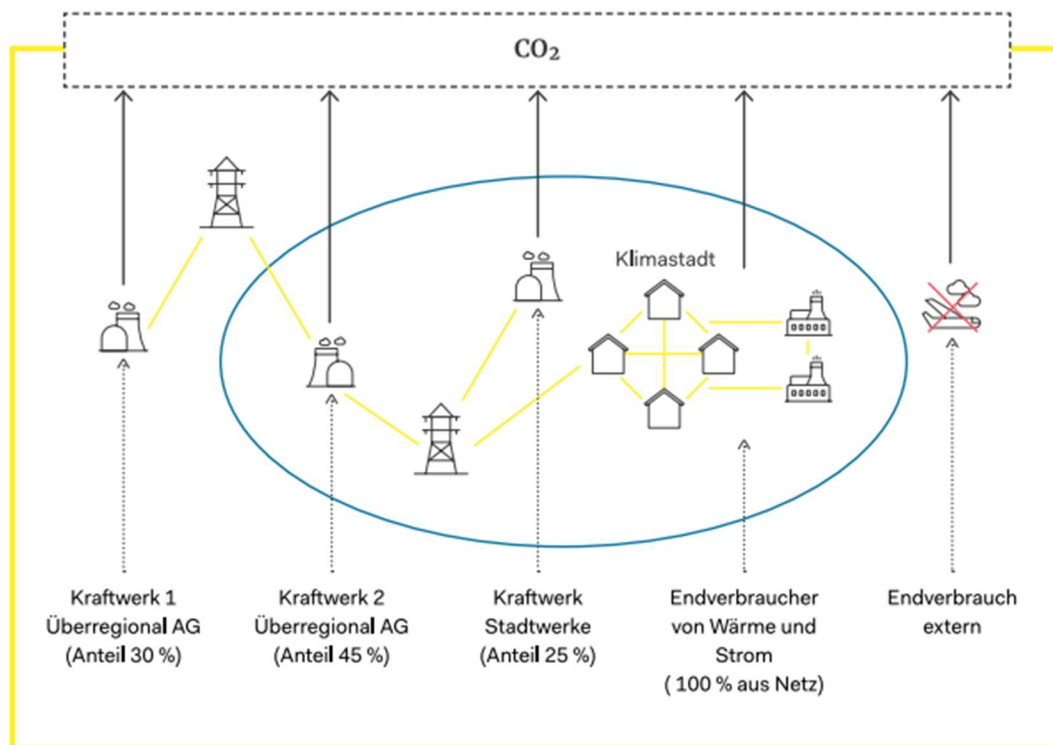 CO₂
Klimastadt
Kraftwerk 1
Überregional AG
(Anteil 30 %)
Kraftwerk 2
Überregional AG
(Anteil 45 %)
Kraftwerk
Stadtwerke
(Anteil 25 %)
Endverbraucher
von Wärme und
Strom
( 100 % aus Netz)
Endverbrauch
extern